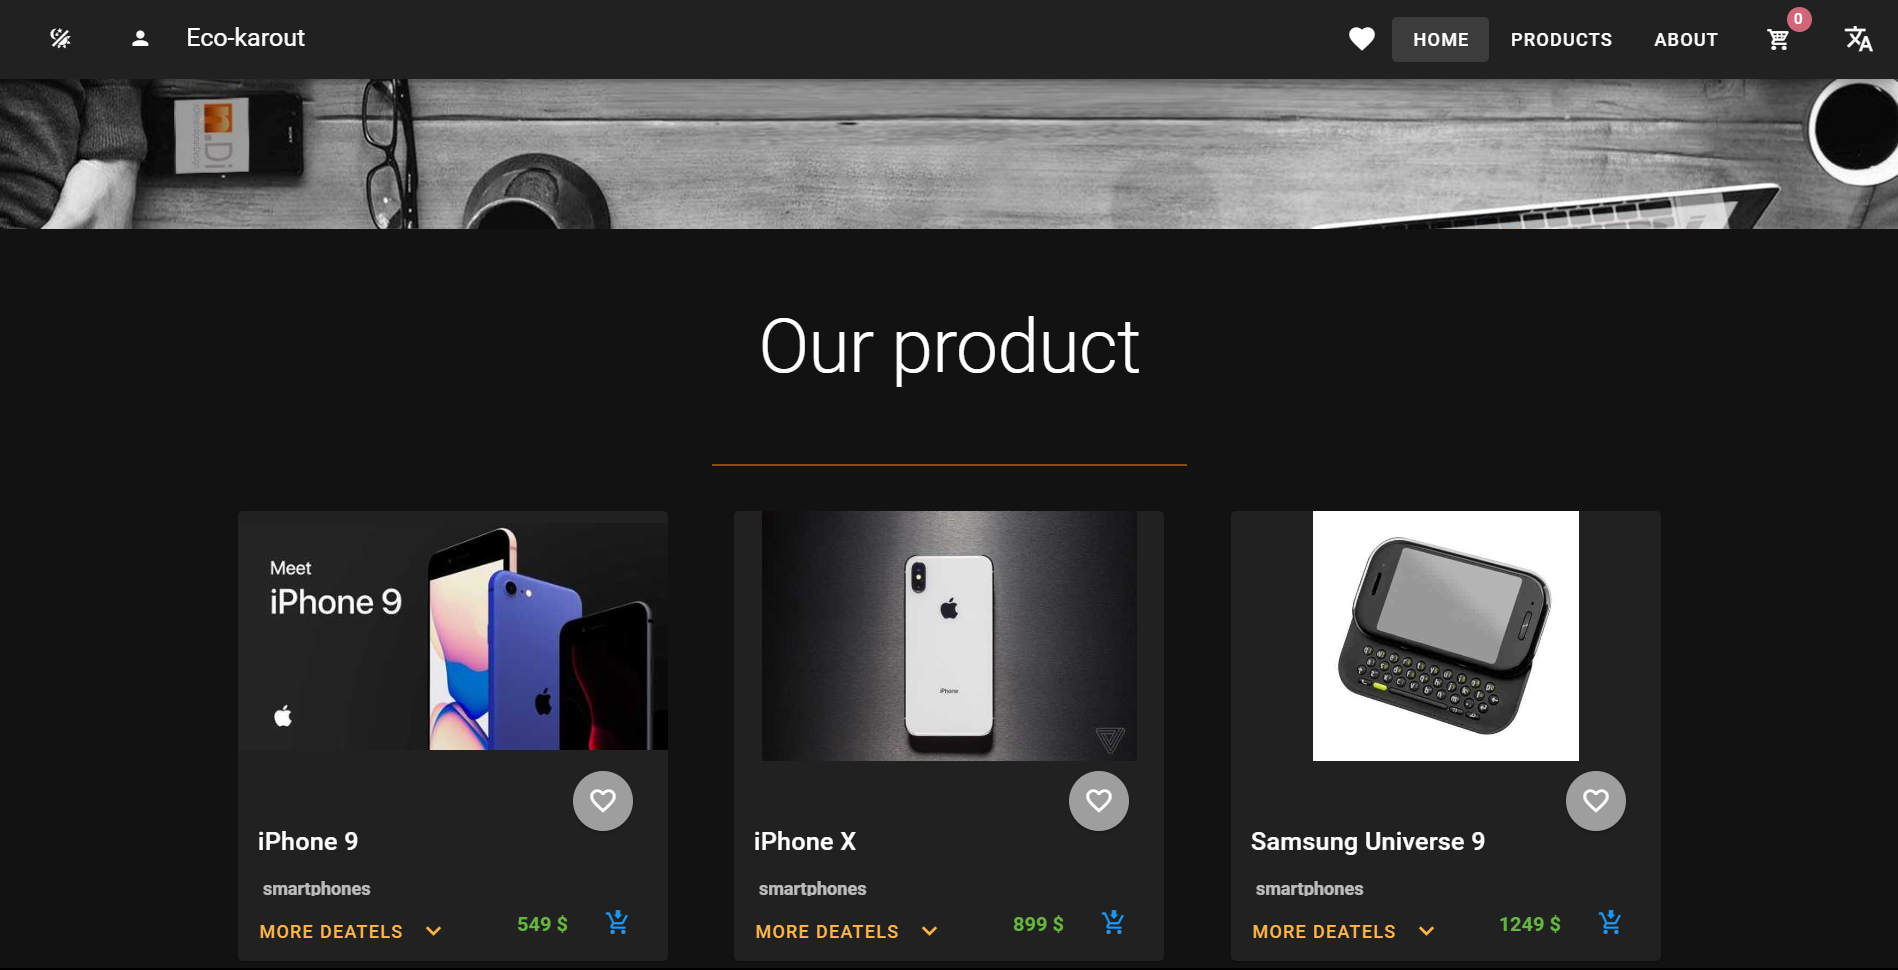 Eco-karout
HOME
PRODUCTS
ABOUT
0
Our product
Meet
iPhone 9
iPhone
iPhone 9
smartphones
MORE DEATELS
549 $
iPhone X
smartphones
MORE DEATELS
899 $
Samsung Universe 9
smartphones
MORE DEATELS
1249 $